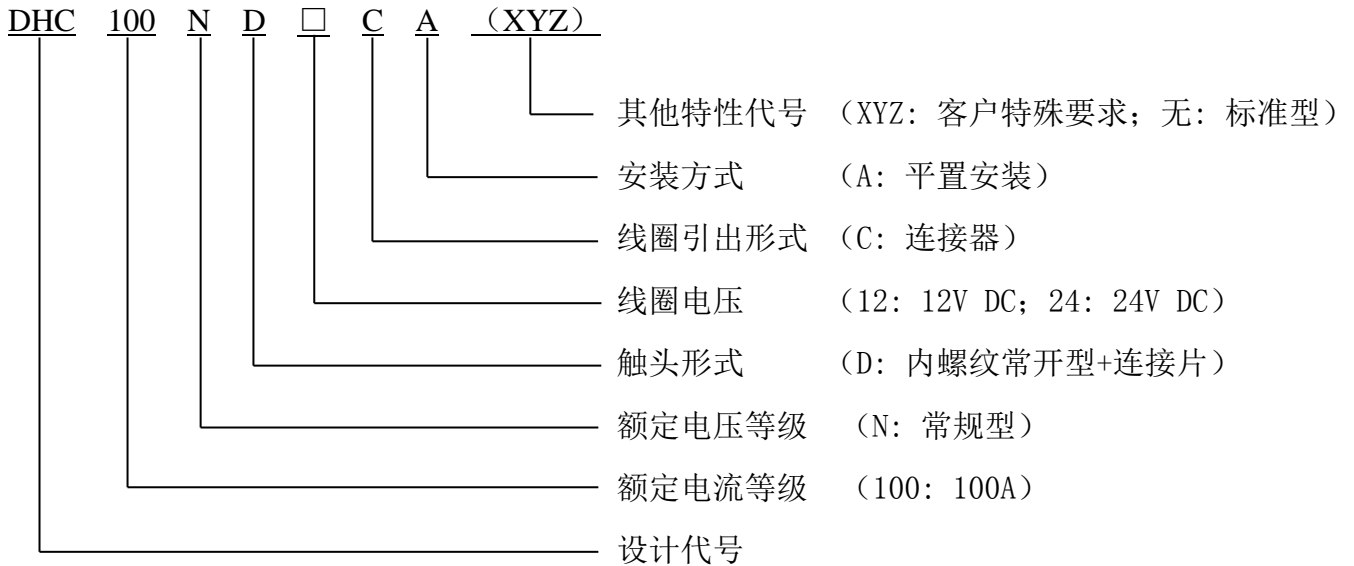 DHC 100 N D □ C A （XYZ）
其他特性代号 （XYZ: 客户特殊要求; 无: 标准型）
安装方式 （A: 平置安装）
线圈引出形式 （C: 连接器）
线圈电压 （12: 12V DC; 24: 24V DC）
触头形式 （D: 内螺纹常开型+连接片）
额定电压等级 （N: 常规型）
额定电流等级 （100: 100A）
设计代号